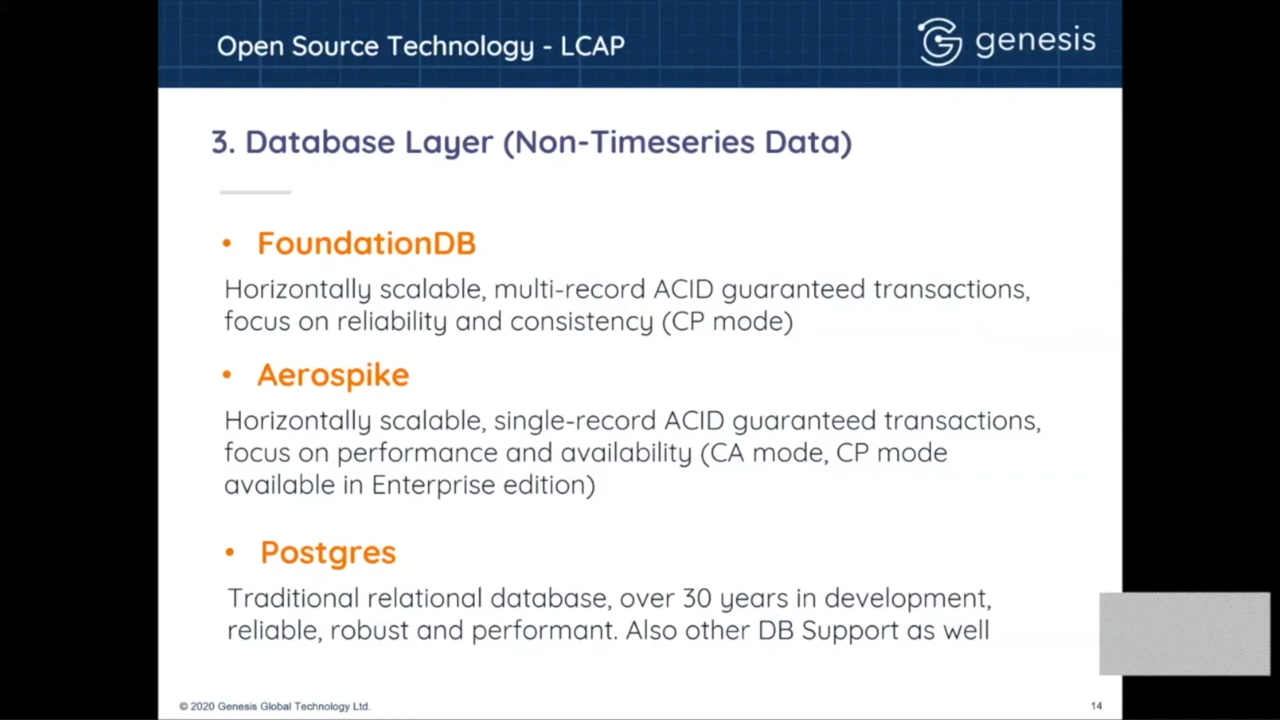 Open Source Technology - LCAP
genesis
3. Database Layer (Non-Timeseries Data)
• FoundationDB
Horizontally scalable, multi-record ACID guaranteed transactions,
focus on reliability and consistency (CP mode)
• Aerospike
Horizontally scalable, single-record ACID guaranteed transactions,
focus on performance and availability (CA mode, CP mode
available in Enterprise edition)
• Postgres
Traditional relational database, over 30 years in development,
reliable, robust and performant. Also other DB Support as well
© 2020 Genesis Global Technology Ltd.
14